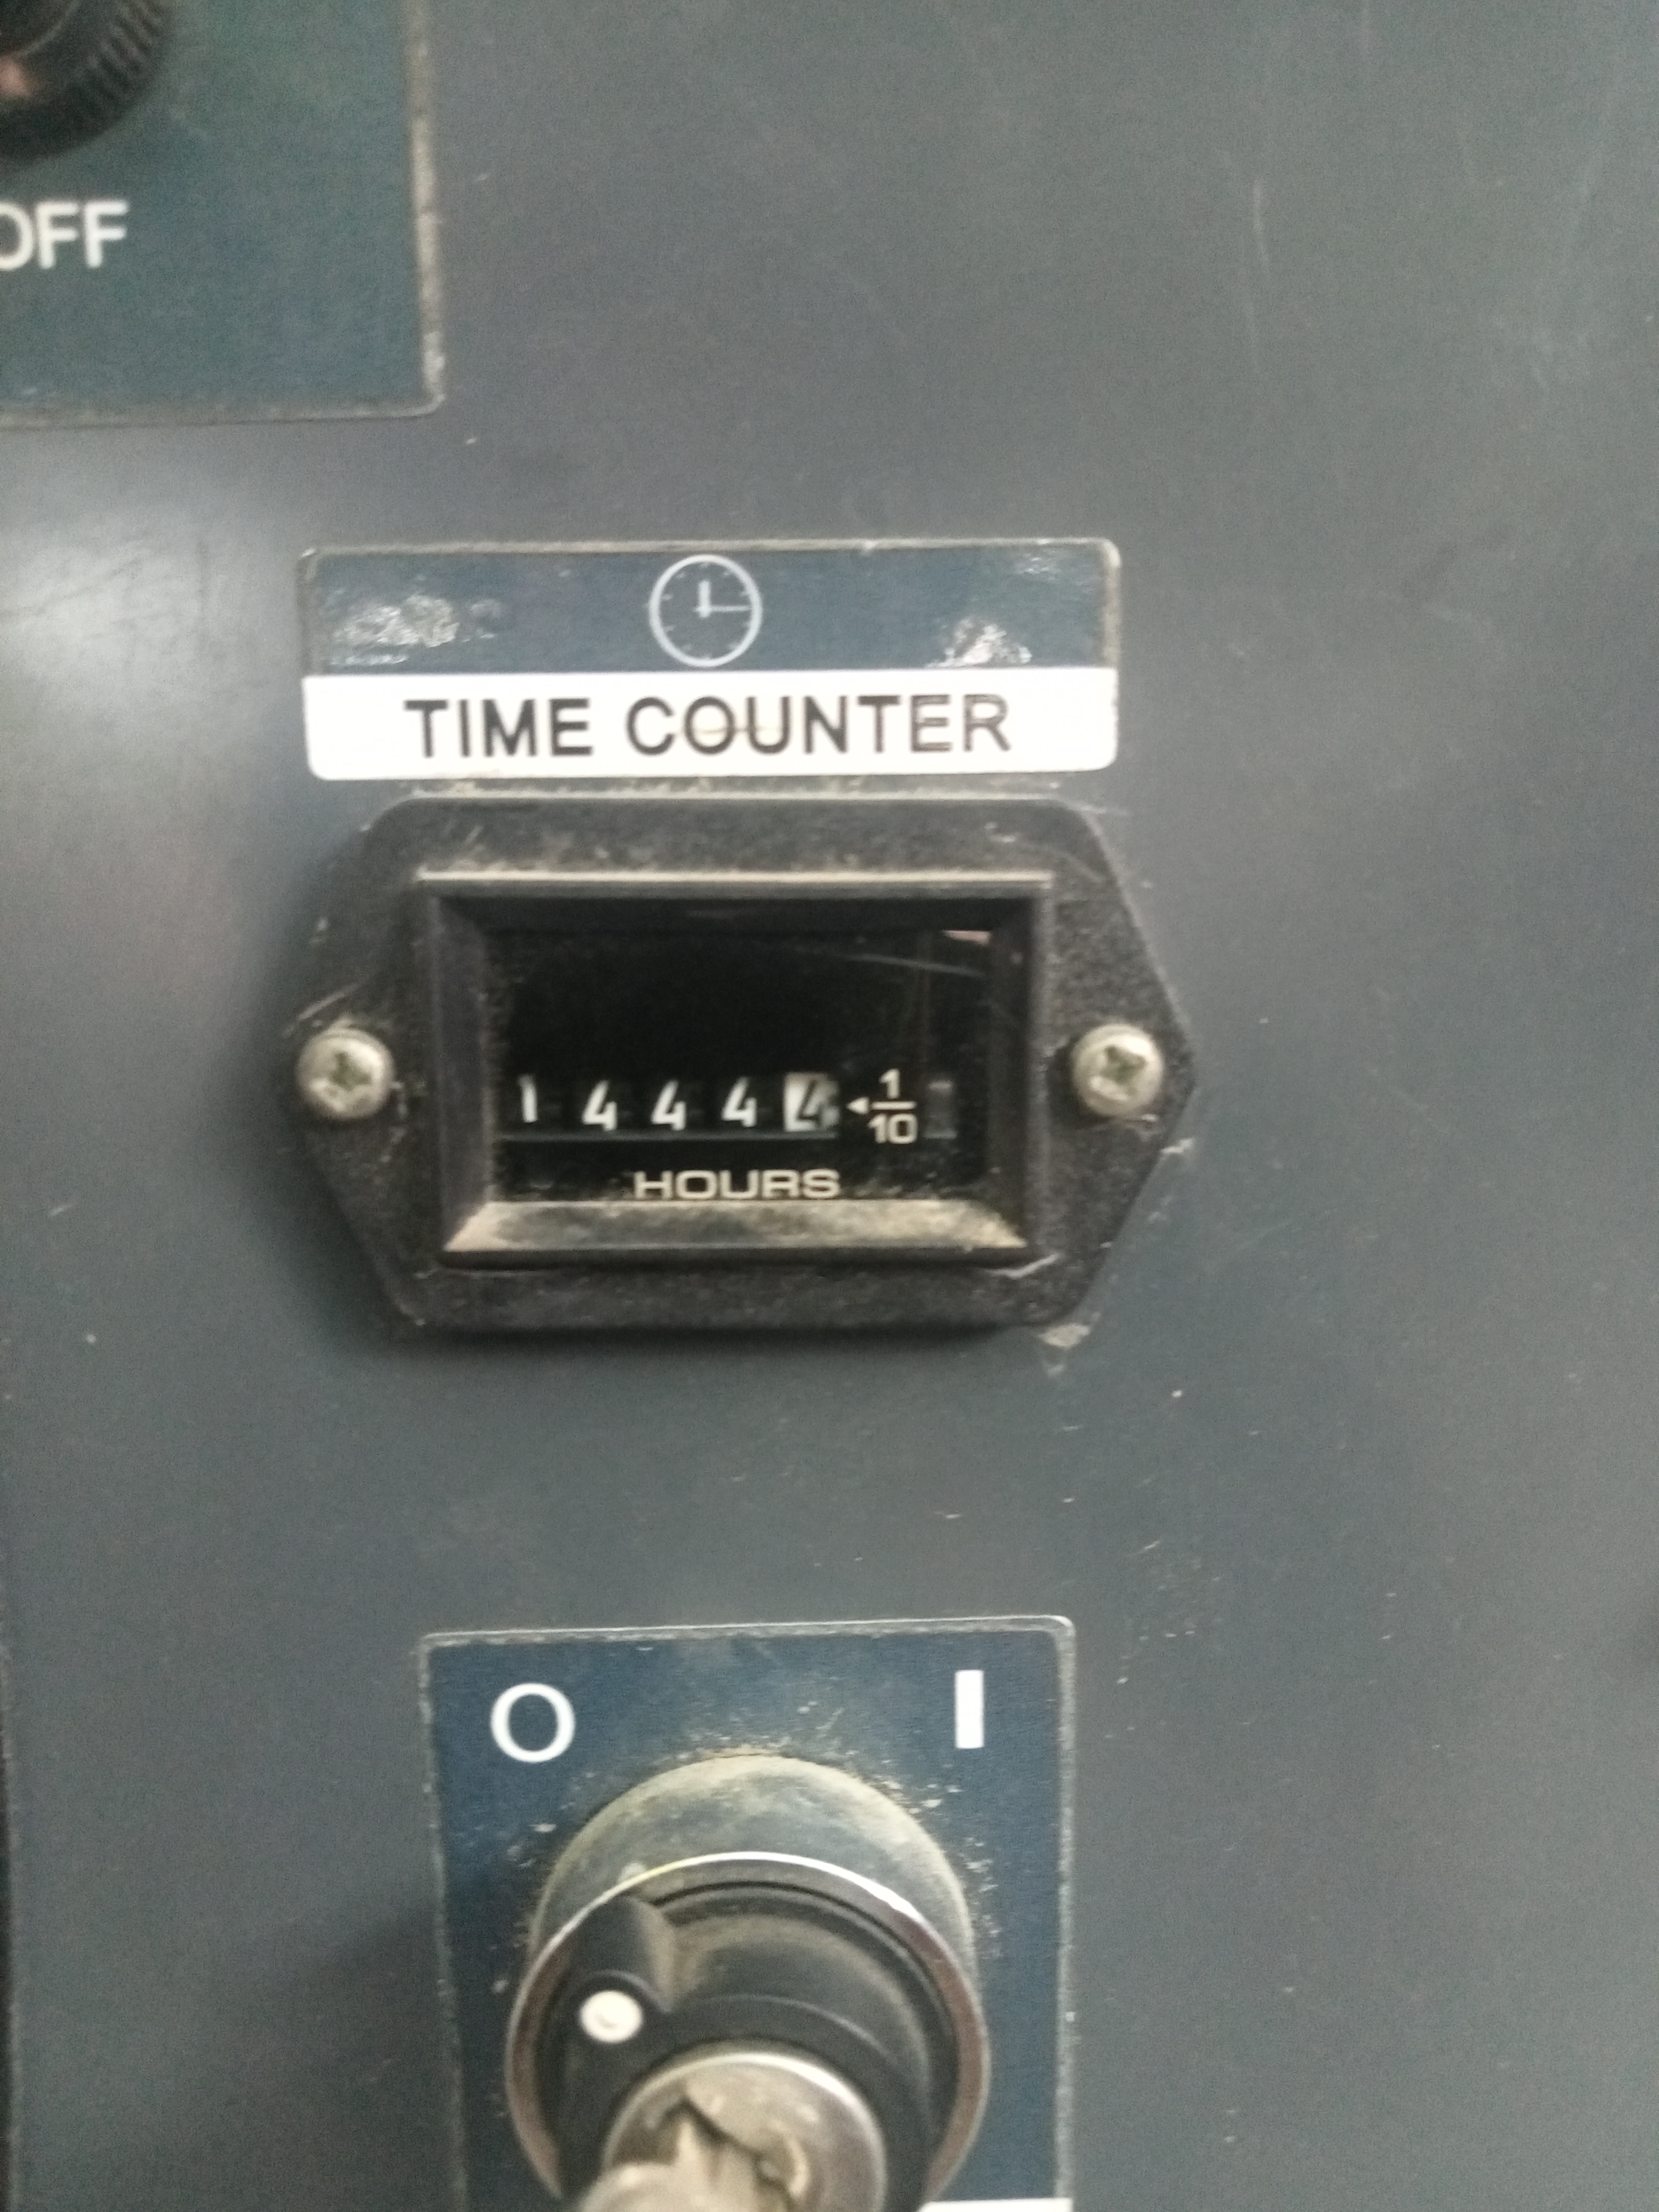 OFF
TIME COUNTER
1 4 4 4 4 ◄ 1/10
HOURS
O I